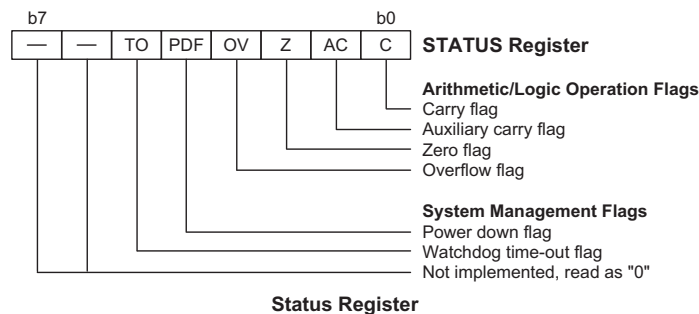 b7 b0
— — TO PDF OV Z AC C STATUS Register
Arithmetic/Logic Operation Flags
Carry flag
Auxiliary carry flag
Zero flag
Overflow flag
System Management Flags
Power down flag
Watchdog time-out flag
Not implemented, read as "0"
Status Register